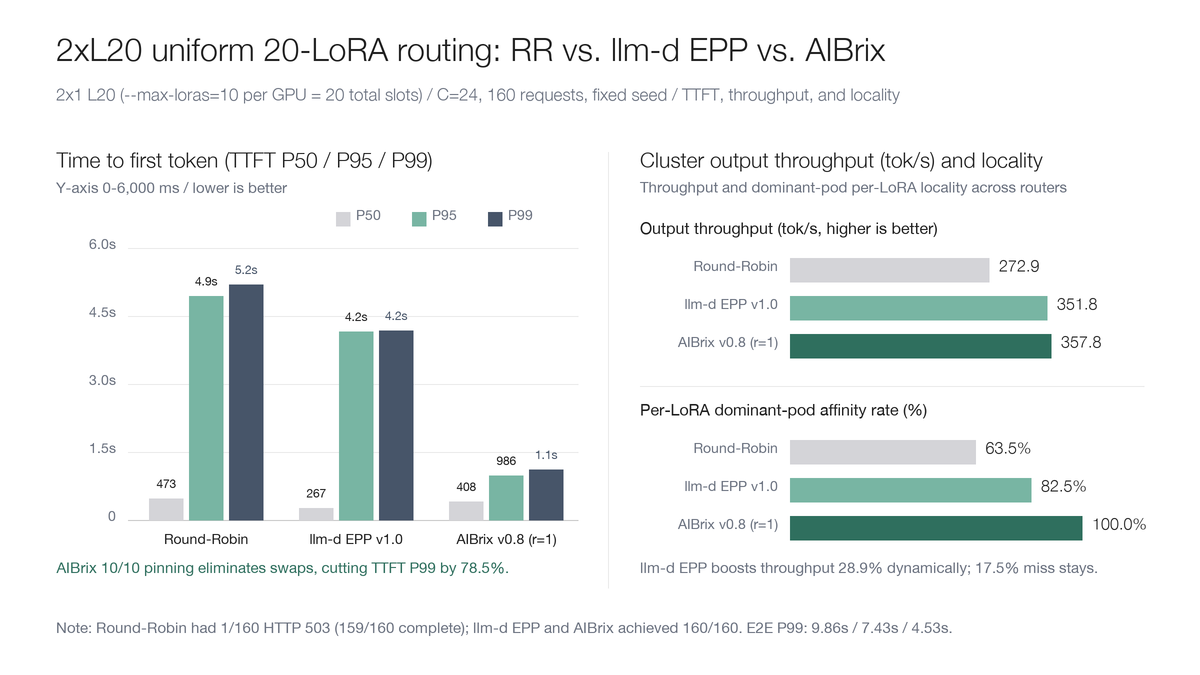 2xL20 uniform 20-LoRA routing: RR vs. llm-d EPP vs. AIBrix
2x1 L20 (--max-loras=10 per GPU = 20 total slots) / C=24, 160 requests, fixed seed / TTFT, throughput, and locality
Time to first token (TTFT P50 / P95 / P99)
Y-axis 0-6,000 ms / lower is better
P50 P95 P99
6.0s
4.5s
3.0s
1.5s
0
473 4.9s 5.2s
267 4.2s 4.2s
408 986 1.1s
Round-Robin llm-d EPP v1.0 AIBrix v0.8 (r=1)
AIBrix 10/10 pinning eliminates swaps, cutting TTFT P99 by 78.5%.
Cluster output throughput (tok/s) and locality
Throughput and dominant-pod per-LoRA locality across routers
Output throughput (tok/s, higher is better)
Round-Robin 272.9
llm-d EPP v1.0 351.8
AIBrix v0.8 (r=1) 357.8
Per-LoRA dominant-pod affinity rate (%)
Round-Robin 63.5%
llm-d EPP v1.0 82.5%
AIBrix v0.8 (r=1) 100.0%
llm-d EPP boosts throughput 28.9% dynamically; 17.5% miss stays.
Note: Round-Robin had 1/160 HTTP 503 (159/160 complete); llm-d EPP and AIBrix achieved 160/160. E2E P99: 9.86s / 7.43s / 4.53s.